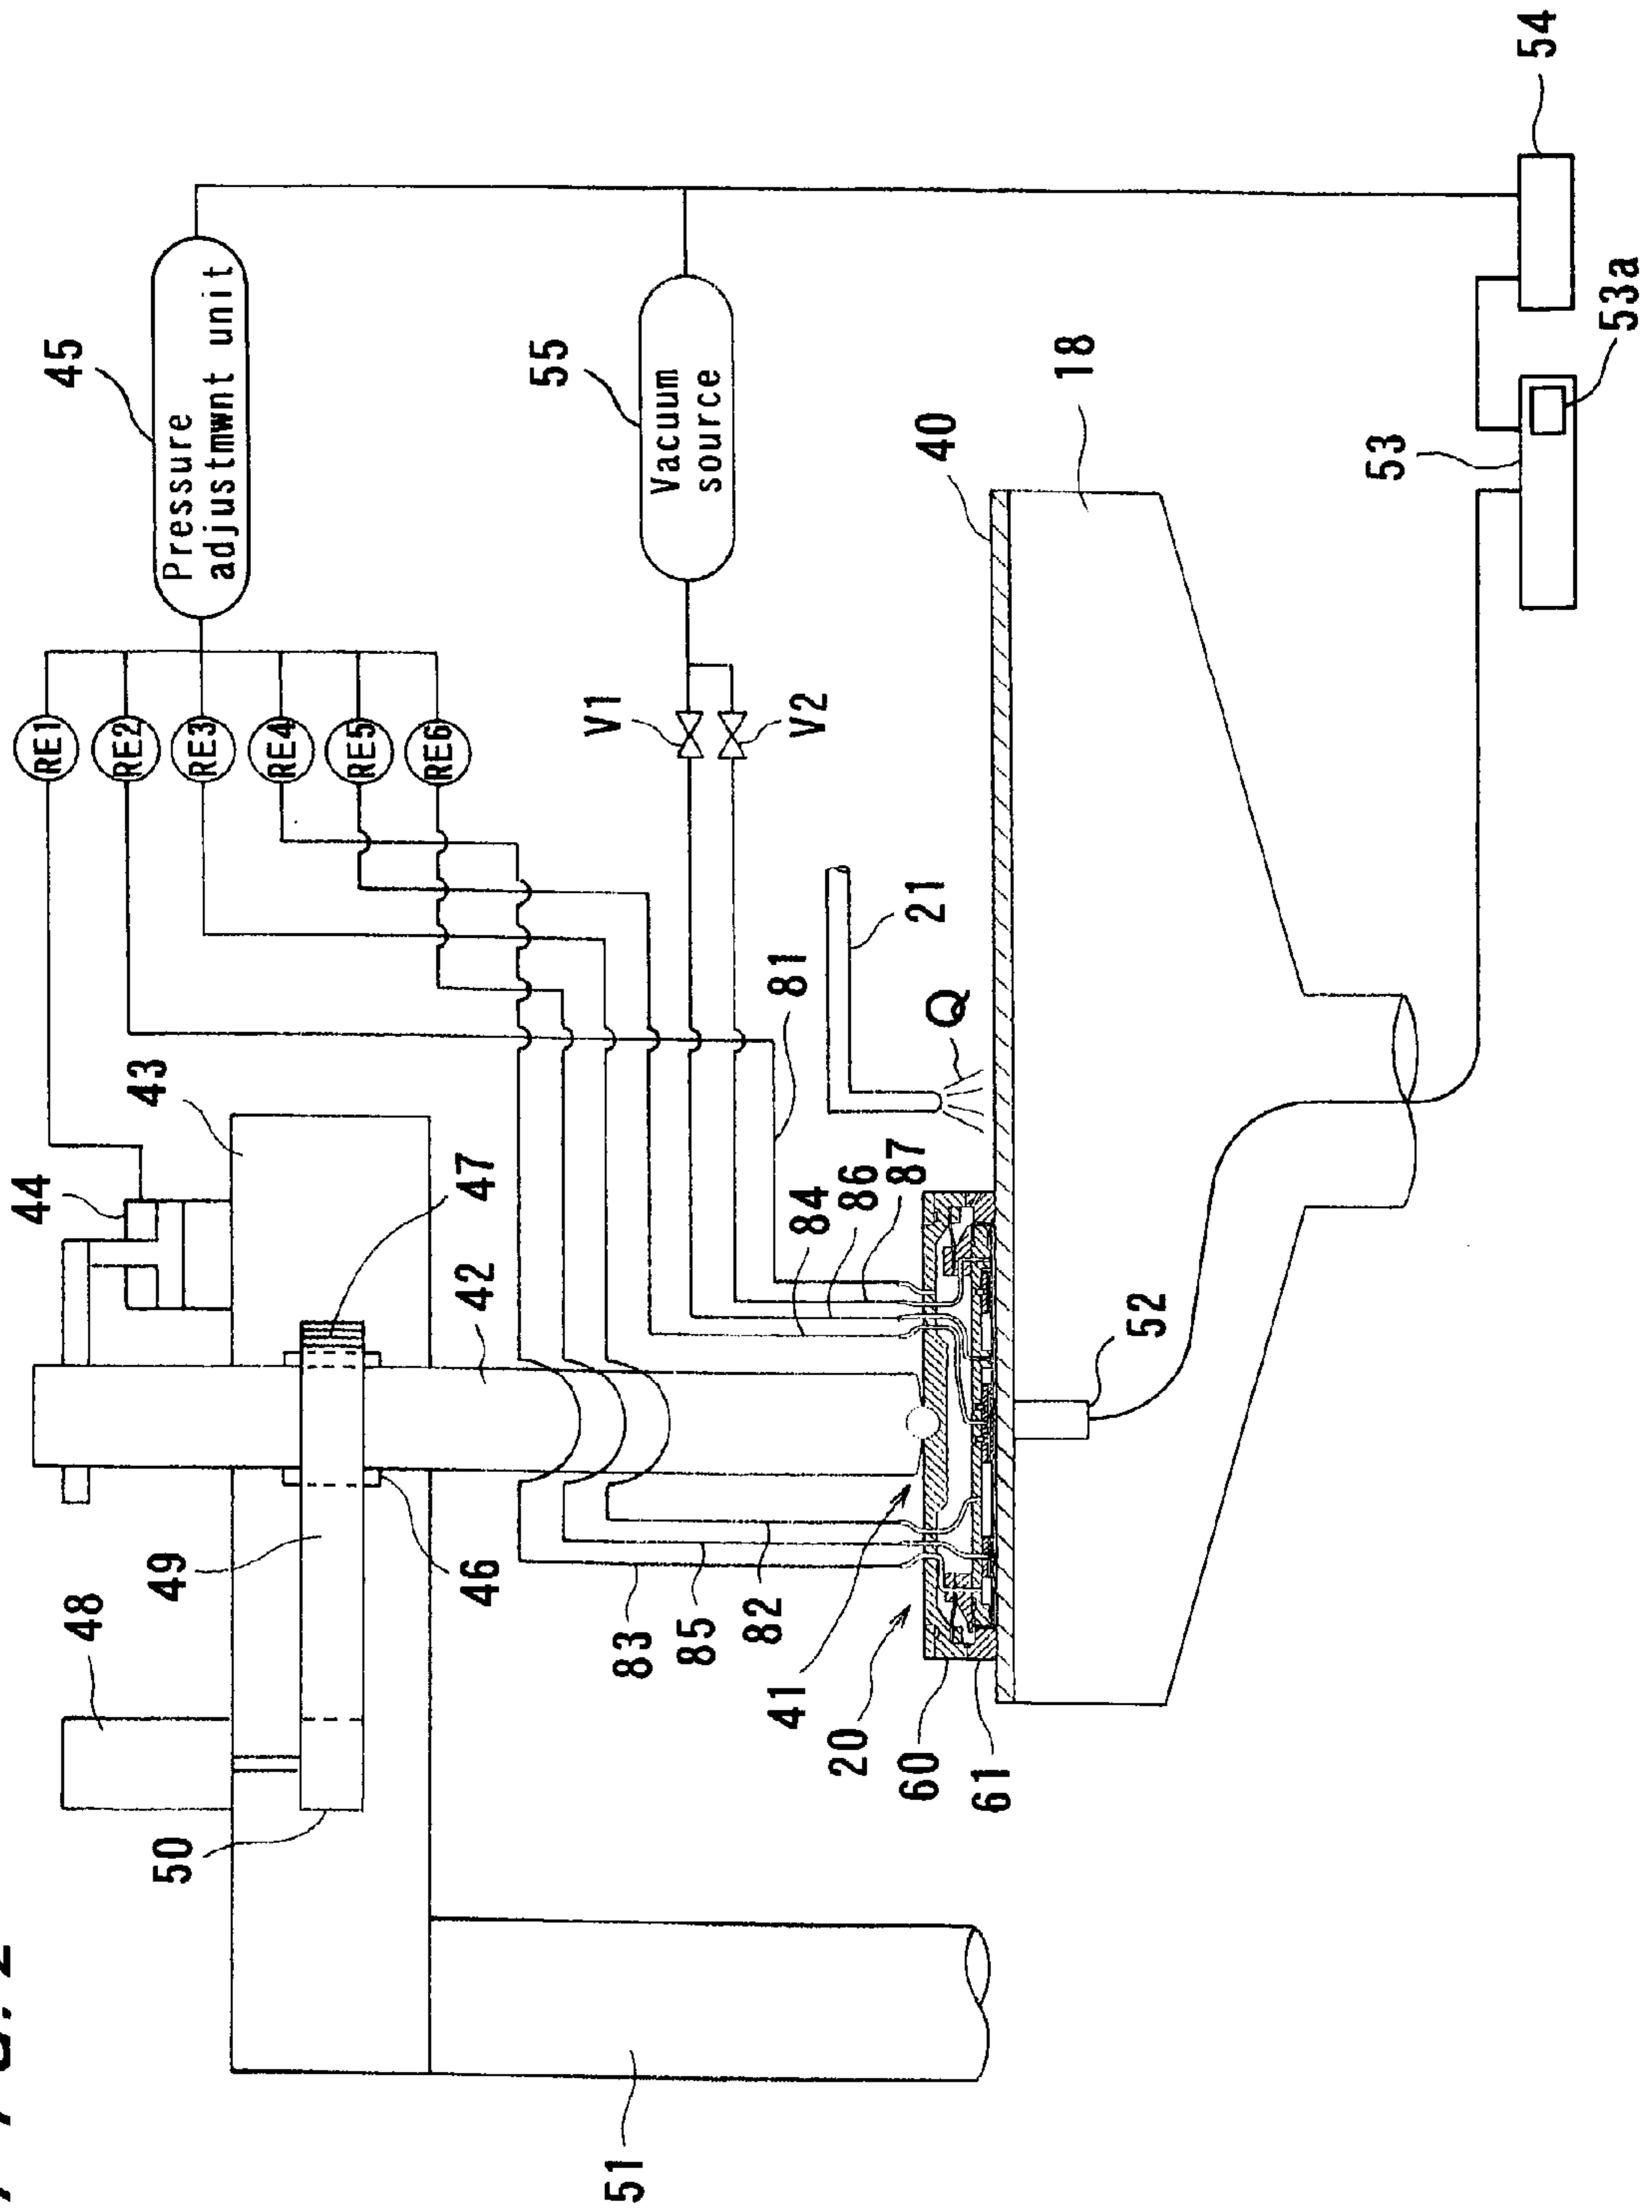 FIG. 2
44
RE1
45
48
RE2
43
49
50
Pressure
adjustmwnt unit
RE3
RE4
RE5
RE6
46
42
47
55
V1
51
83
Vacuum
source
85
82
41
81
84
V2
20
86
87
60
21
40
Q
61
18
52
53
54
53a